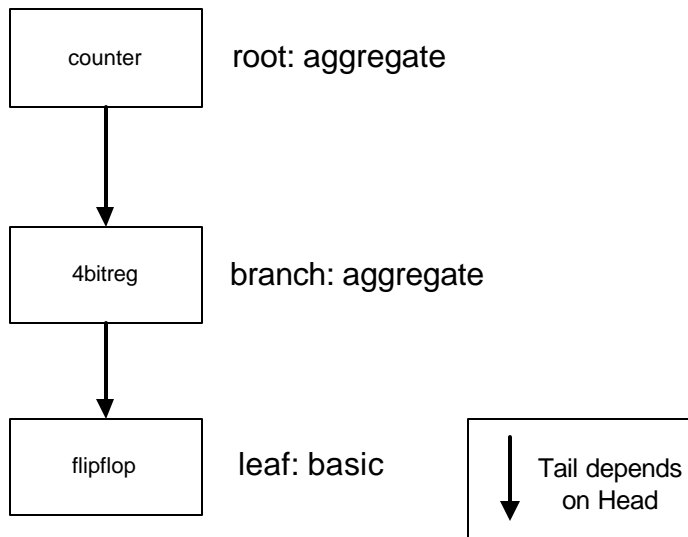 counter
root: aggregate
4bitreg
branch: aggregate
flipflop
leaf: basic
Tail depends
on Head